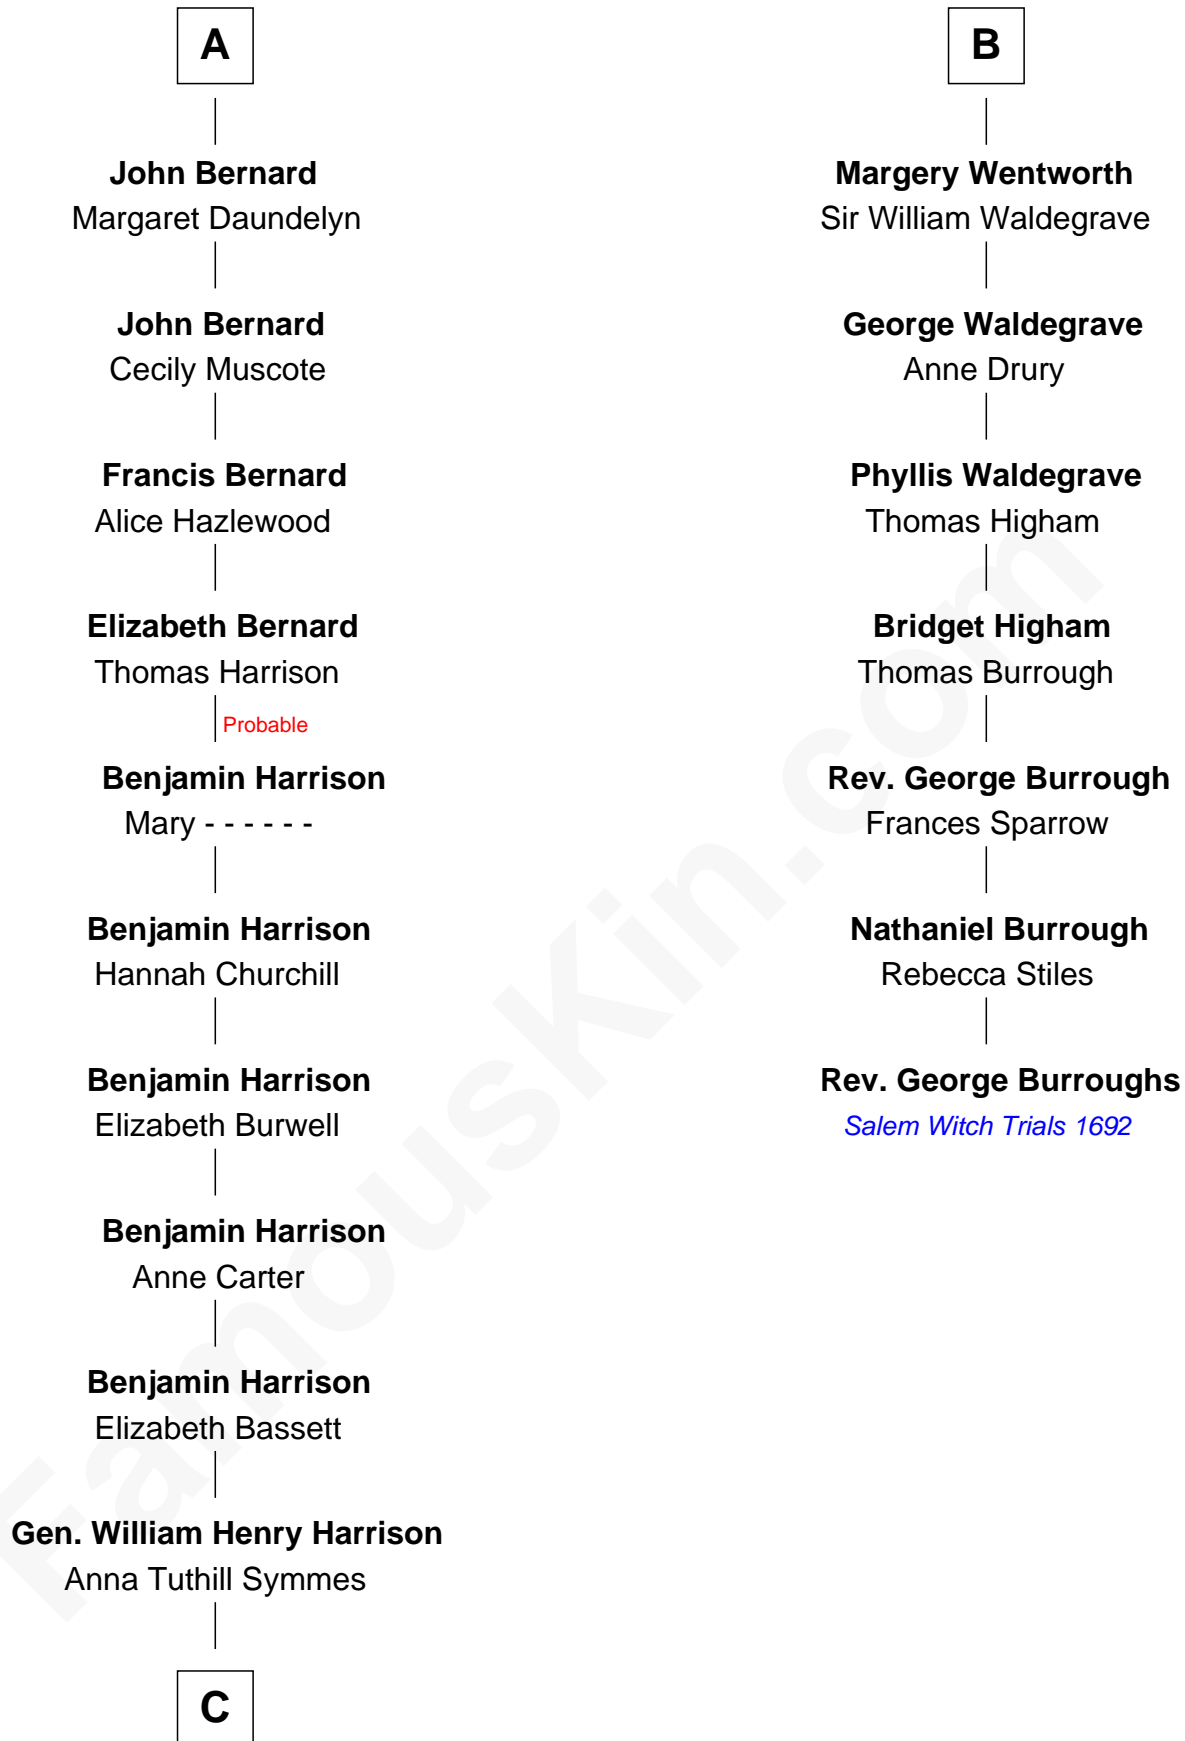 A
John Bernard
Margaret Daundelyn
John Bernard
Cecily Muscote
Francis Bernard
Alice Hazlewood
Elizabeth Bernard
Thomas Harrison
Probable
Benjamin Harrison
Mary - - - - - -
Benjamin Harrison
Hannah Churchill
Benjamin Harrison
Elizabeth Burwell
Benjamin Harrison
Anne Carter
Benjamin Harrison
Elizabeth Bassett
Gen. William Henry Harrison
Anna Tuthill Symmes
C
B
Margery Wentworth
Sir William Waldegrave
George Waldegrave
Anne Drury
Phyllis Waldegrave
Thomas Higham
Bridget Higham
Thomas Burrough
Rev. George Burrough
Frances Sparrow
Nathaniel Burrough
Rebecca Stiles
Rev. George Burroughs
Salem Witch Trials 1692
FamousKin.com